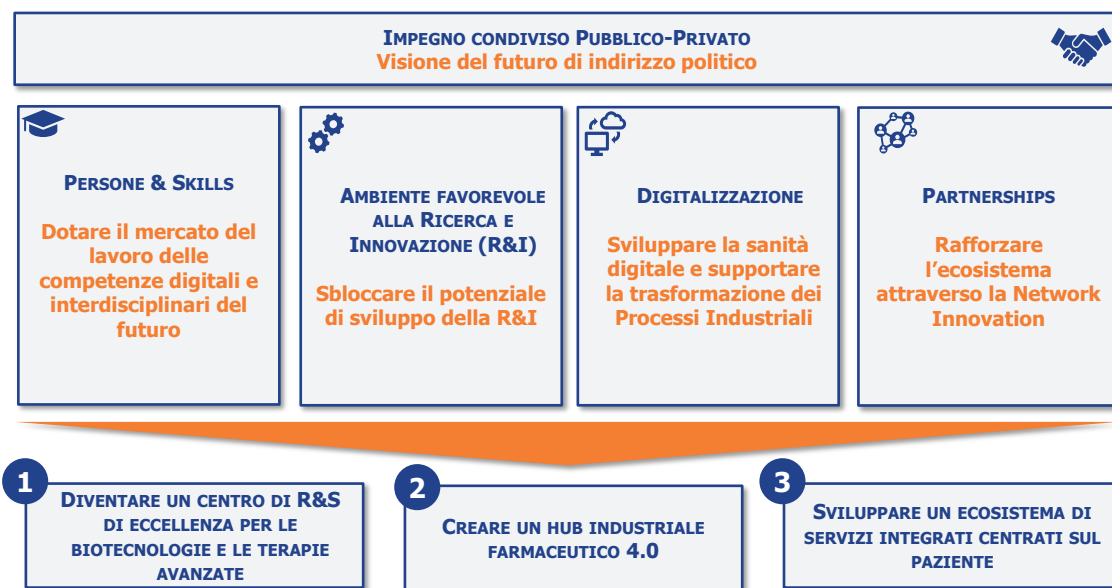 IMPEGNO CONDIVISO PUBBLICO-PRIVATO
Visione del futuro di indirizzo politico
PERSONE & SKILLS
Dotare il mercato del
lavoro delle
competenze digitali e
interdisciplinari del
futuro
AMBIENTE FAVOREVOLE
ALLA RICERCA E
INNOVAZIONE (R&I)
Sbloccare il potenziale
di sviluppo della R&I
DIGITALIZZAZIONE
Sviluppare la sanità
digitale e supportare
la trasformazione dei
Processi Industriali
PARTNERSHIPS
Rafforzare
l'ecosistema
attraverso la Network
Innovation
1
DIVENTARE UN CENTRO DI R&S
DI ECCELLENZA PER LE
BIOTECNOLOGIE E LE TERAPIE
AVANZATE
2
CREARE UN HUB INDUSTRIALE
FARMACEUTICO 4.0
3
SVILUPPARE UN ECOSISTEMA DI
SERVIZI INTEGRATI CENTRATI SUL
PAZIENTE